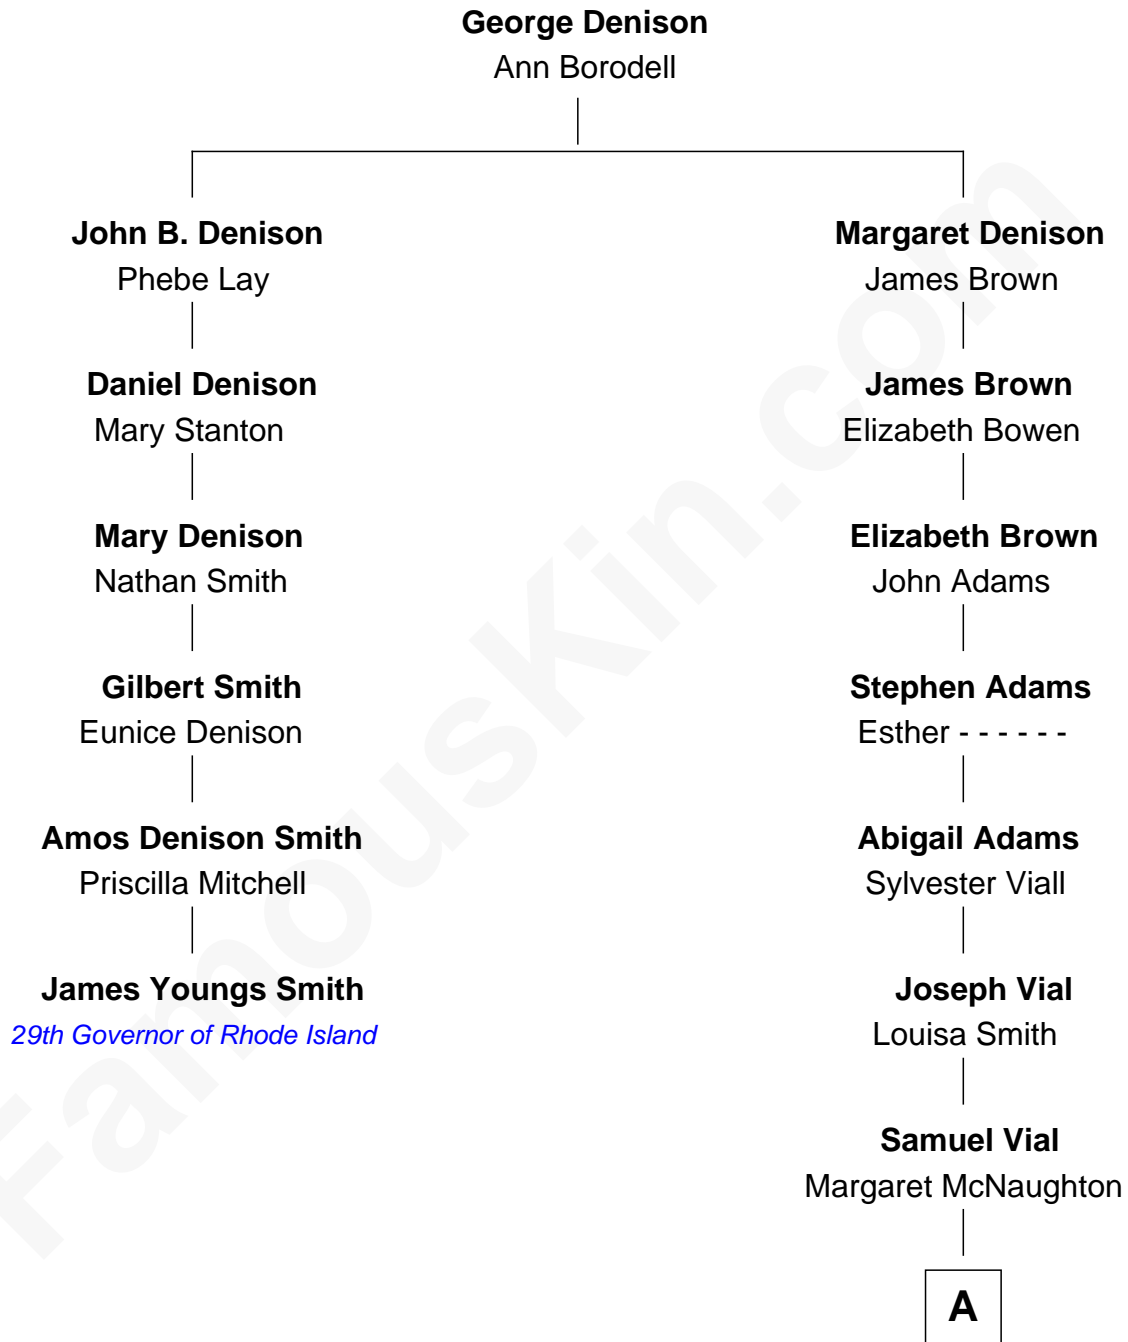 George Denison
Ann Borodell
John B. Denison
Phebe Lay
Daniel Denison
Mary Stanton
Mary Denison
Nathan Smith
Gilbert Smith
Eunice Denison
Amos Denison Smith
Priscilla Mitchell
James Youngs Smith
29th Governor of Rhode Island
Margaret Denison
James Brown
James Brown
Elizabeth Bowen
Elizabeth Brown
John Adams
Stephen Adams
Esther - - - - - -
Abigail Adams
Sylvester Viall
Joseph Vial
Louisa Smith
Samuel Vial
Margaret McNaughton
A
FamousKin.com